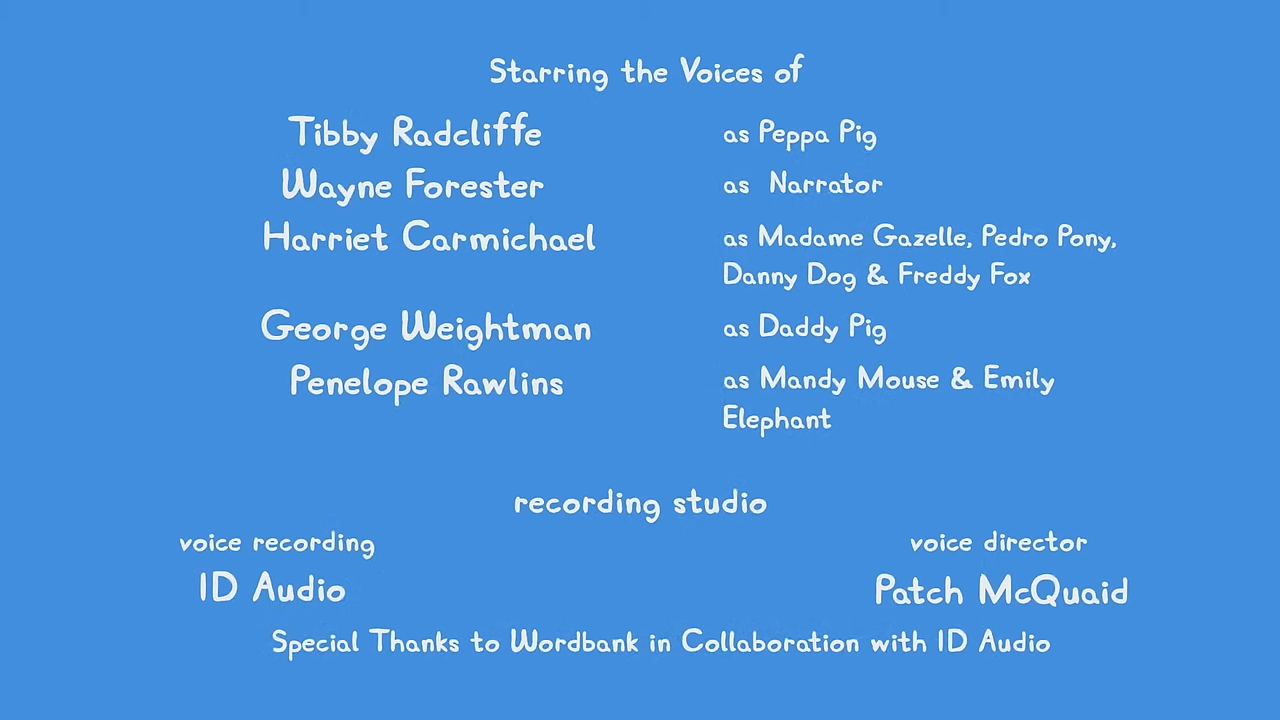 Starring the Voices of
Tibby Radcliffe as Peppa Pig
Wayne Forester as Narrator
Harriet Carmichael as Madame Gazelle, Pedro Pony,
Danny Dog & Freddy Fox
George Weightman as Daddy Pig
Penelope Rawlins as Mandy Mouse & Emily
Elephant
recording studio
voice recording voice director
ID Audio Patch McQuaid
Special Thanks to Wordbank in Collaboration with ID Audio